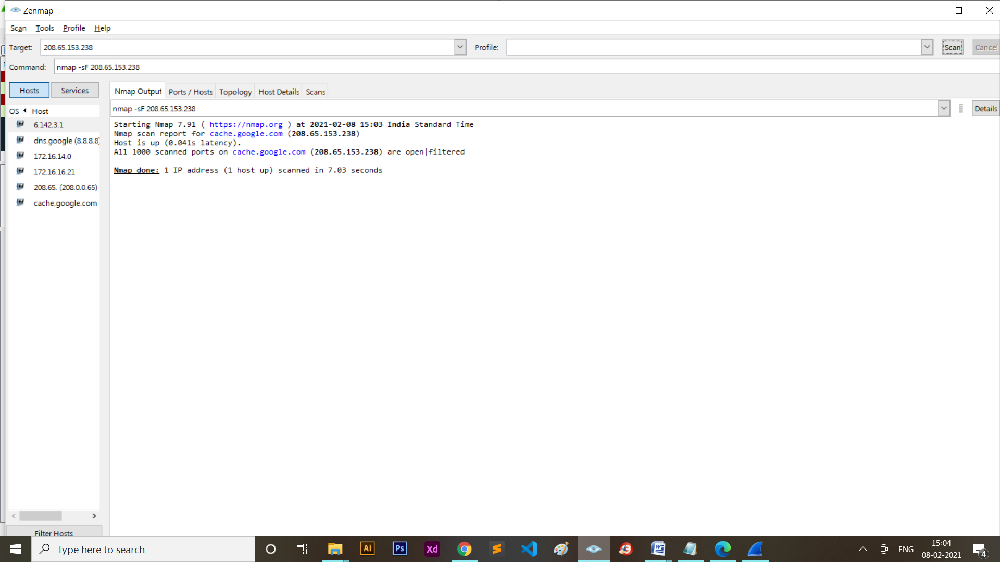 Zenmap
Scan Tools Profile Help
Target: 208.65.153.238 Profile: Scan Cancel
Command: nmap -sF 208.65.153.238
Hosts Services Nmap Output Ports / Hosts Topology Host Details Scans
nmap -sF 208.65.153.238 Details
OS Host
6.142.3.1
dns.google (8.8.8.8)
172.16.14.0
172.16.16.21
208.65. (208.0.0.65)
cache.google.com
Starting Nmap 7.91 ( https://nmap.org ) at 2021-02-08 15:03 India Standard Time
Nmap scan report for cache.google.com (208.65.153.238)
Host is up (0.041s latency).
All 1000 scanned ports on cache.google.com (208.65.153.238) are open|filtered
Nmap done: 1 IP address (1 host up) scanned in 7.03 seconds
Filter Hosts
Type here to search
Ai
Ps
Xd
ENG
15:04
08-02-2021
4